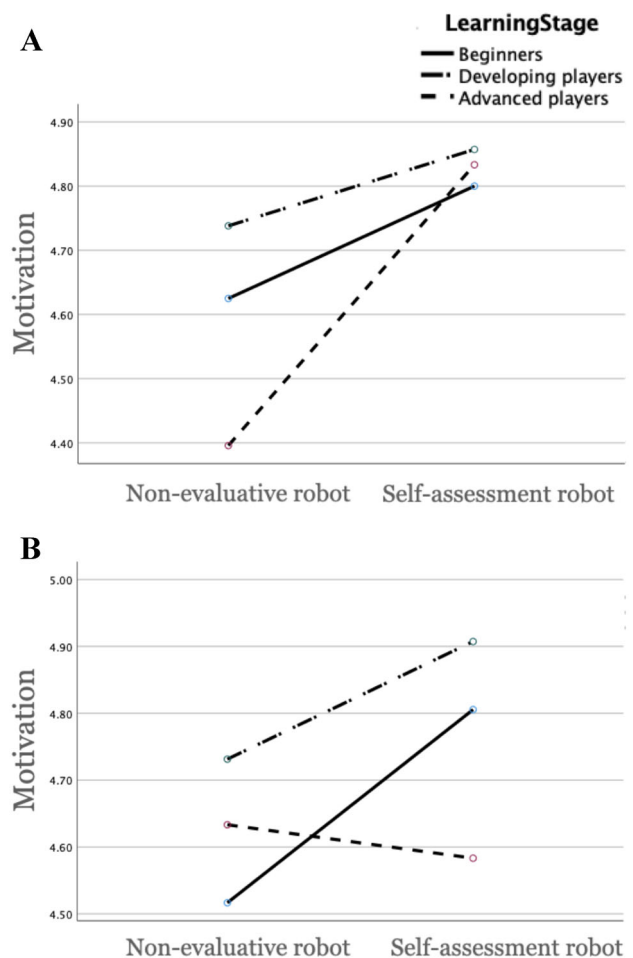 A
LearningStage
Beginners
Developing players
Advanced players
4.90
4.80
4.70
4.60
4.50
4.40
Motivation
Non-evaluative robot
Self-assessment robot
B
5.00
4.90
4.80
4.70
4.60
4.50
Motivation
Non-evaluative robot
Self-assessment robot